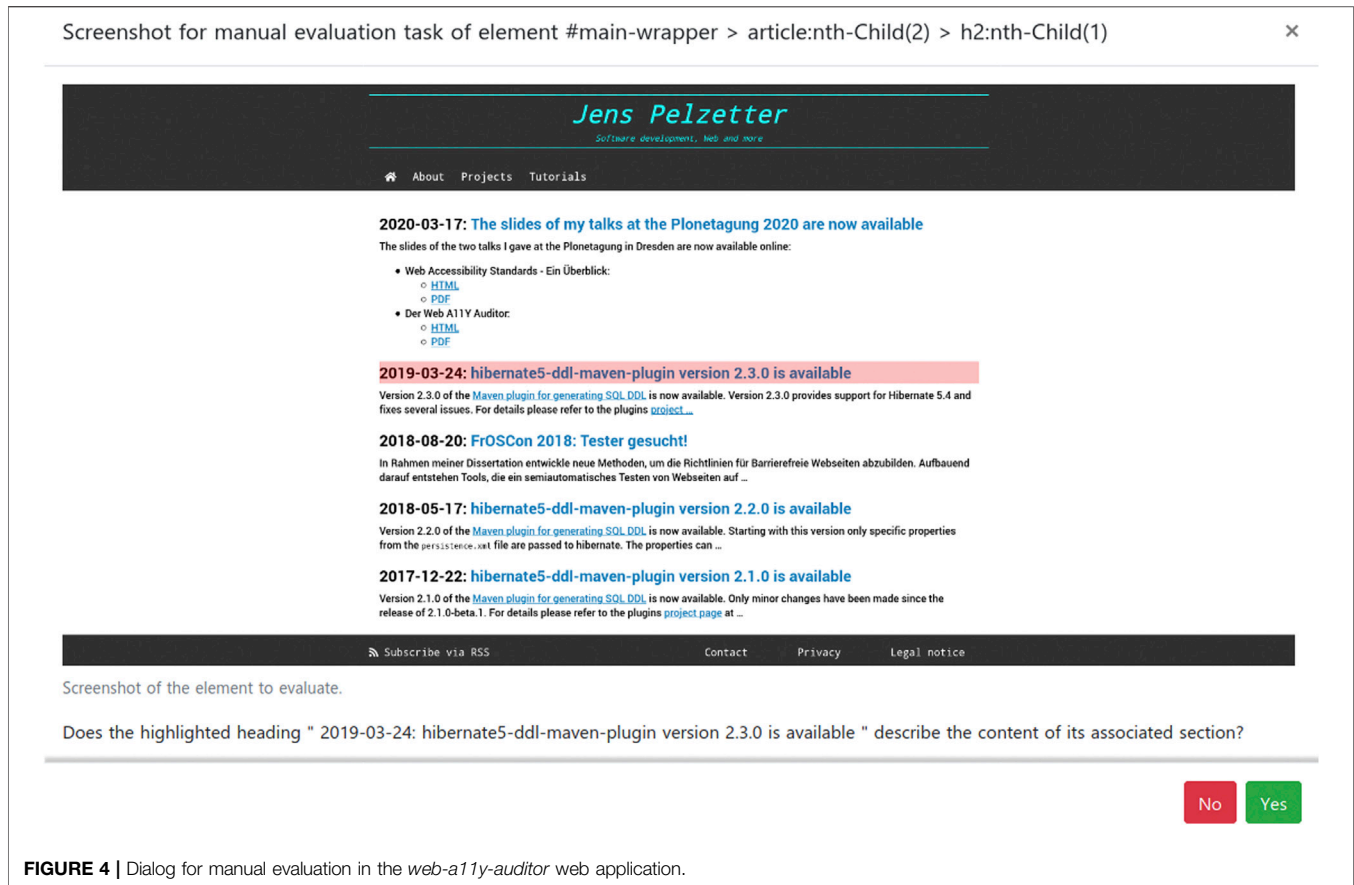 Screenshot for manual evaluation task of element #main-wrapper > article:nth-Child(2) > h2:nth-Child(1) ×
Jens Pelzetter
Software development, Web and more
About Projects Tutorials
2020-03-17: The slides of my talks at the Plonetagung 2020 are now available
The slides of the two talks I gave at the Plonetagung in Dresden are now available online:
• Web Accessibility Standards - Ein Überblick:
◦ HTML
◦ PDF
• Der Web A11Y Auditor:
◦ HTML
◦ PDF
2019-03-24: hibernate5-ddl-maven-plugin version 2.3.0 is available
Version 2.3.0 of the Maven plugin for generating SQL DDL is now available. Version 2.3.0 provides support for Hibernate 5.4 and
fixes several issues. For details please refer to the plugins project ...
2018-08-20: FrOSCon 2018: Tester gesucht!
In Rahmen meiner Dissertation entwickle neue Methoden, um die Richtlinien für Barrierefreie Webseiten abzubilden. Aufbauend
darauf entstehen Tools, die ein semiautomatisches Testen von Webseiten auf ...
2018-05-17: hibernate5-ddl-maven-plugin version 2.2.0 is available
Version 2.2.0 of the Maven plugin for generating SQL DDL is now available. Starting with this version only specific properties
from the persistence.xml file are passed to hibernate. The properties can ...
2017-12-22: hibernate5-ddl-maven-plugin version 2.1.0 is available
Version 2.1.0 of the Maven plugin for generating SQL DDL is now available. Only minor changes have been made since the
release of 2.1.0-beta.1. For details please refer to the plugins project page at ...
Subscribe via RSS Contact Privacy Legal notice
Screenshot of the element to evaluate.
Does the highlighted heading " 2019-03-24: hibernate5-ddl-maven-plugin version 2.3.0 is available " describe the content of its associated section?
No Yes
FIGURE 4 | Dialog for manual evaluation in the web-a11y-auditor web application.